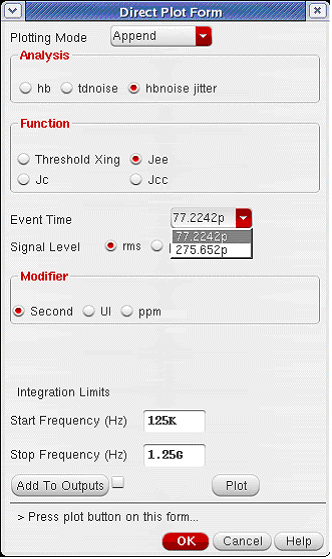 Direct Plot Form
Plotting Mode Append
Analysis
hb tdnoise hbnoise jitter
Function
Threshold Xing Jee
Jc Jcc
Event Time 77.2242p
77.2242p
Signal Level rms
275.652p
Modifier
Second UI ppm
Integration Limits
Start Frequency (Hz) 125K
Stop Frequency (Hz) 1.25G
Add To Outputs Plot
> Press plot button on this form...
OK Cancel Help